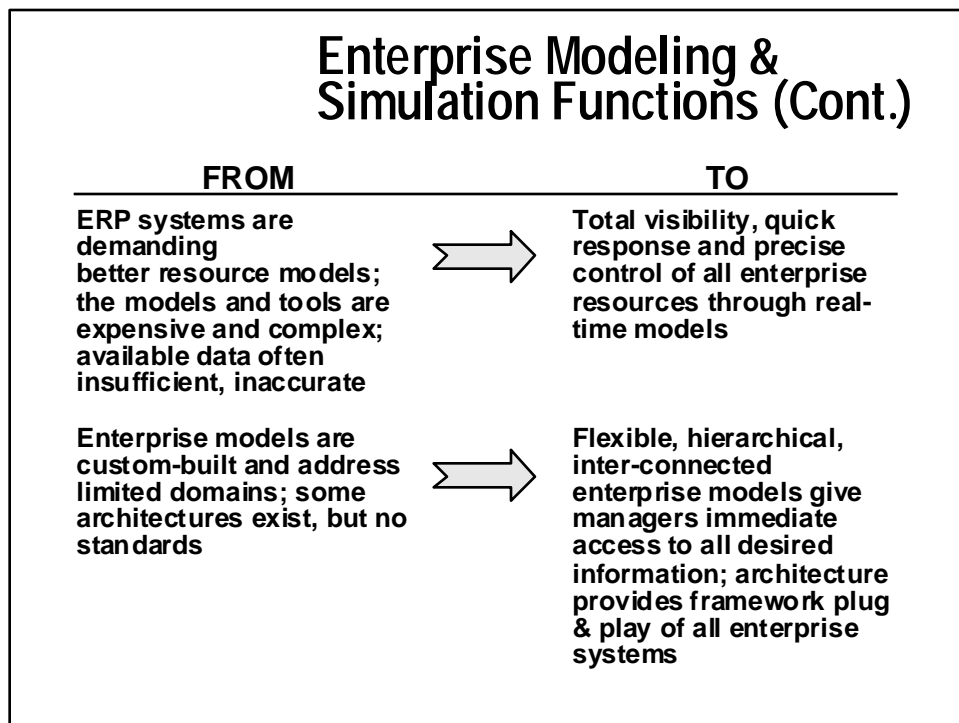 Enterprise Modeling &
Simulation Functions (Cont.)
FROM
TO
ERP systems are
demanding
better resource models;
the models and tools are
expensive and complex;
available data often
insufficient, inaccurate
Total visibility, quick
response and precise
control of all enterprise
resources through real-
time models
Enterprise models are
custom-built and address
limited domains; some
architectures exist, but no
standards
Flexible, hierarchical,
inter-connected
enterprise models give
managers immediate
access to all desired
information; architecture
provides framework plug
& play of all enterprise
systems